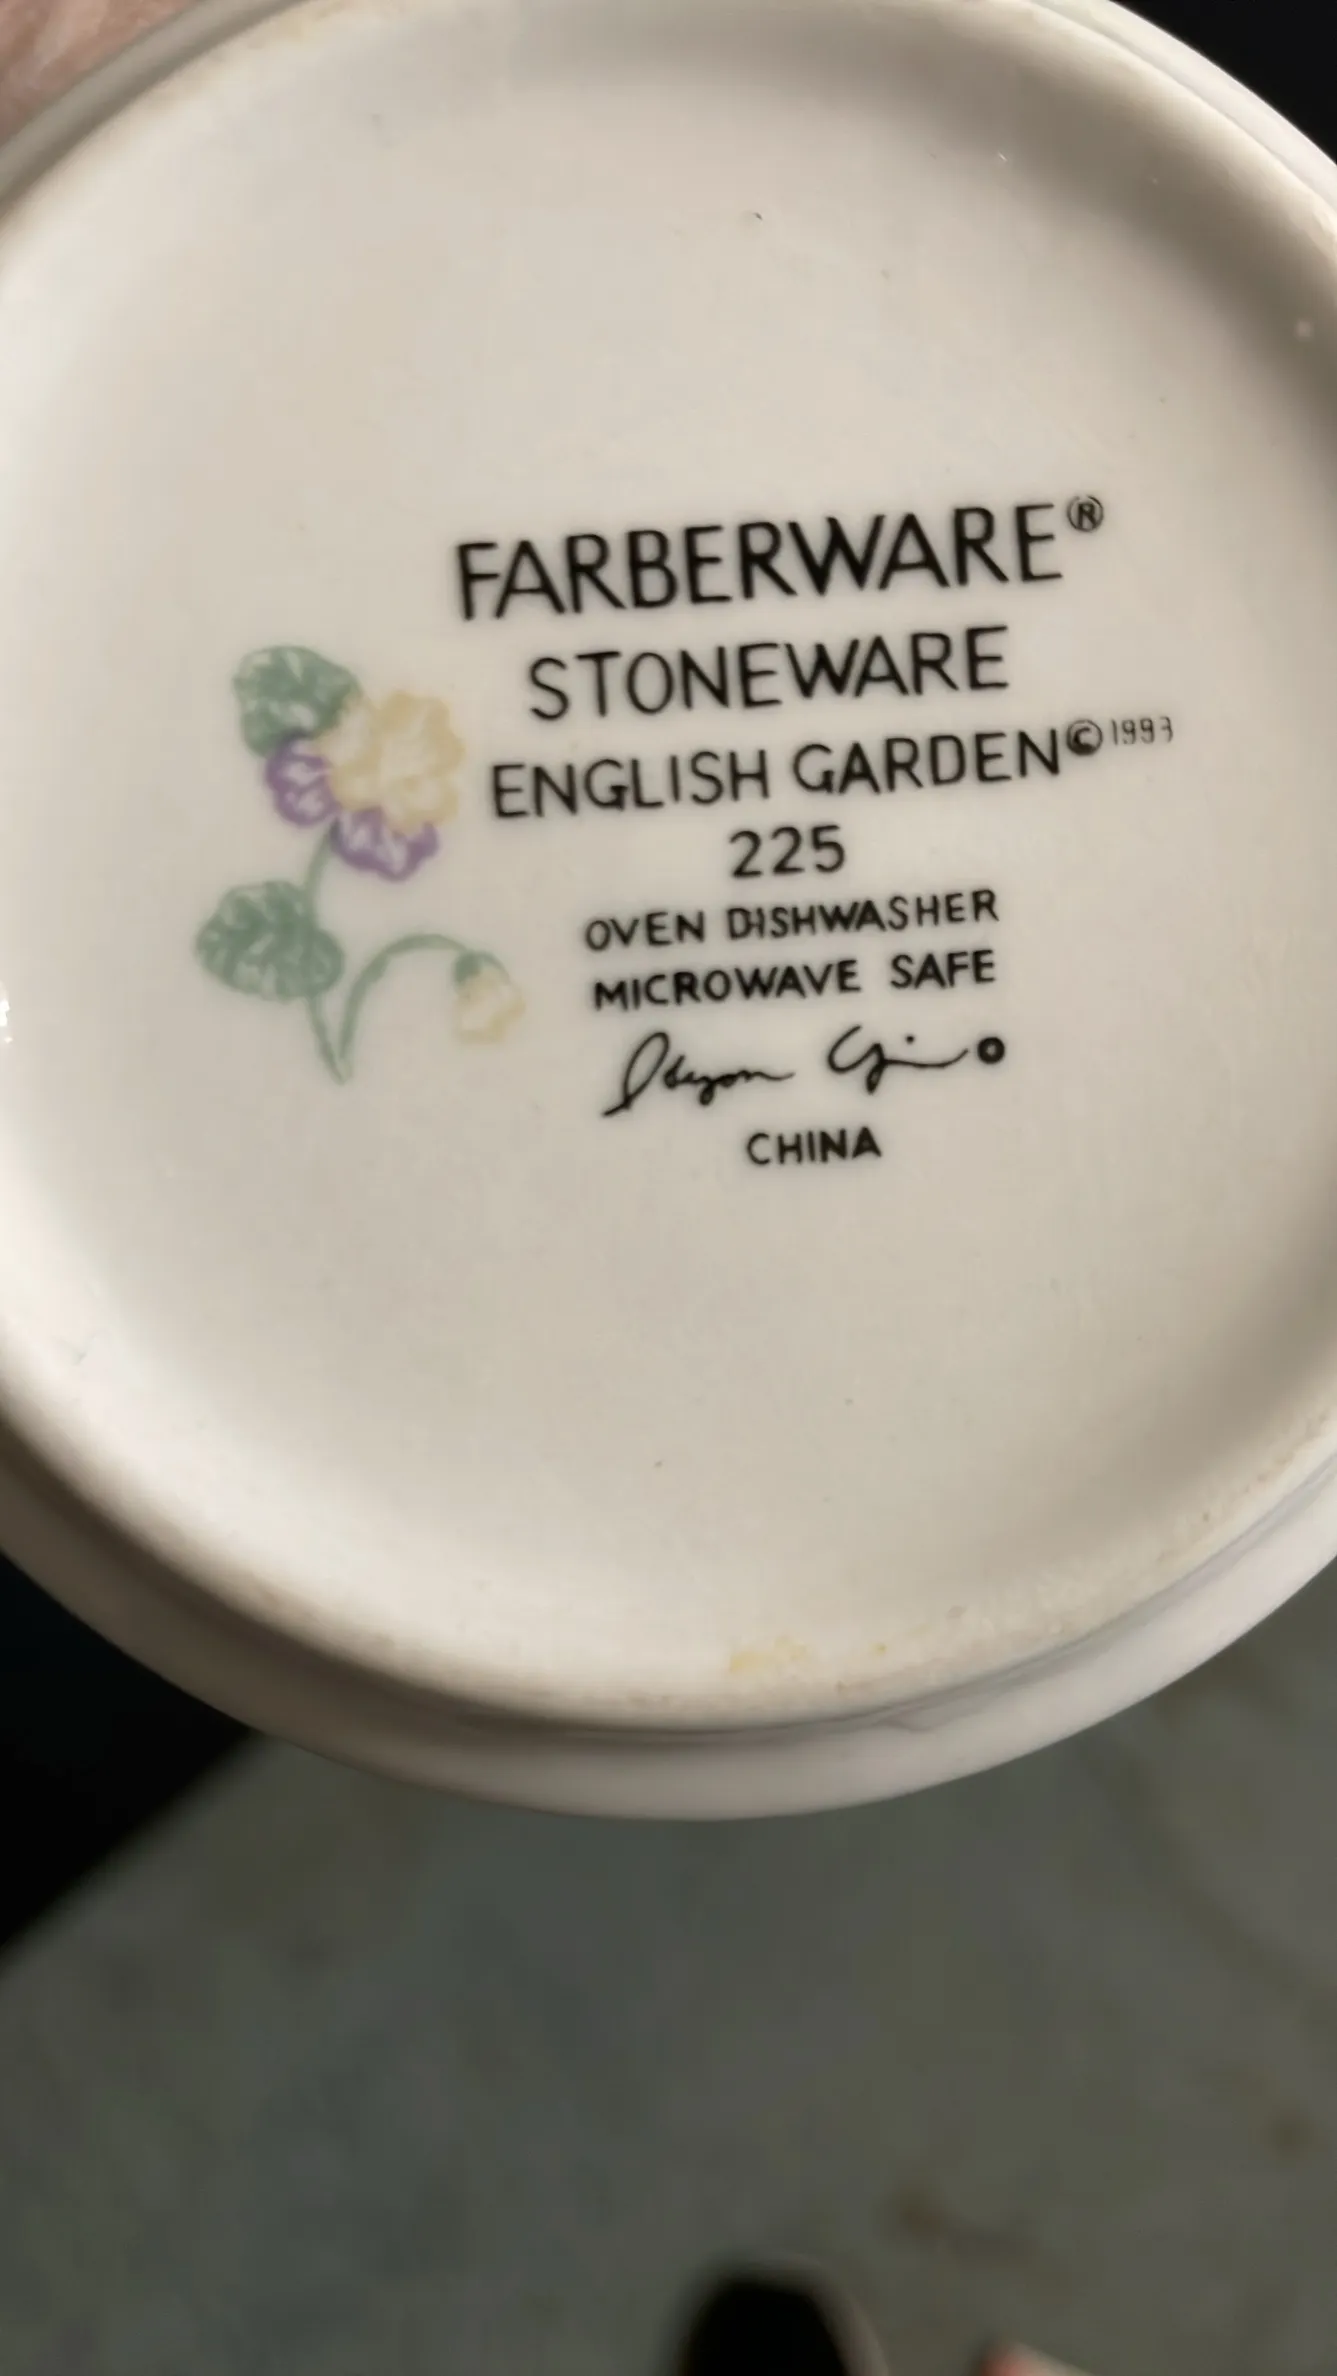 FARBERWARE®
STONEWARE
ENGLISH GARDEN © 1993
225
OVEN DISHWASHER
MICROWAVE SAFE
CHINA